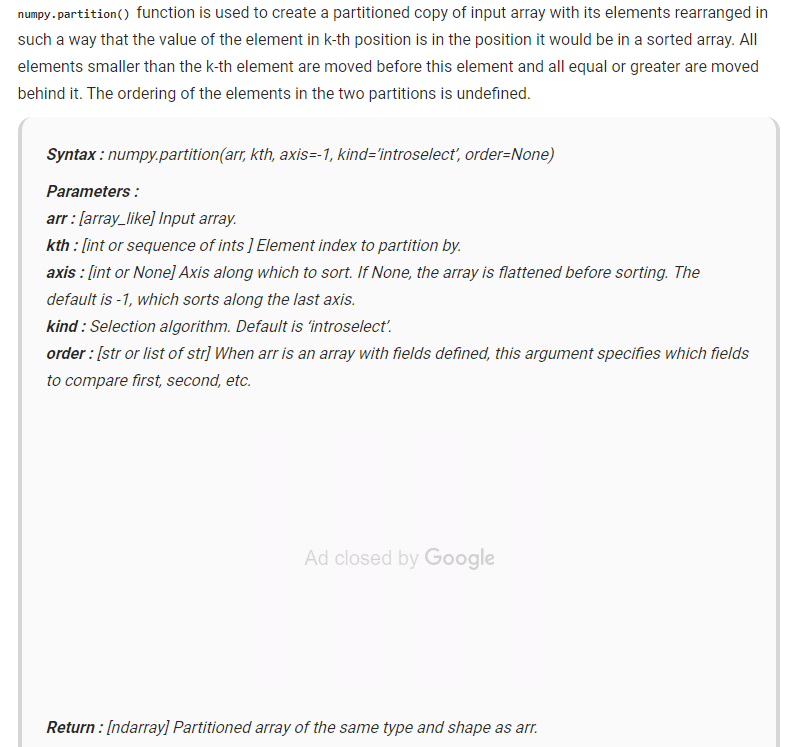 numpy.partition() function is used to create a partitioned copy of input array with its elements rearranged in
such a way that the value of the element in k-th position is in the position it would be in a sorted array. All
elements smaller than the k-th element are moved before this element and all equal or greater are moved
behind it. The ordering of the elements in the two partitions is undefined.
Syntax : numpy.partition(arr, kth, axis=-1, kind=’introselect’, order=None)
Parameters :
arr : [array_like] Input array.
kth : [int or sequence of ints ] Element index to partition by.
axis : [int or None] Axis along which to sort. If None, the array is flattened before sorting. The
default is -1, which sorts along the last axis.
kind : Selection algorithm. Default is ‘introselect’.
order : [str or list of str] When arr is an array with fields defined, this argument specifies which fields
to compare first, second, etc.
Ad closed by Google
Return : [ndarray] Partitioned array of the same type and shape as arr.